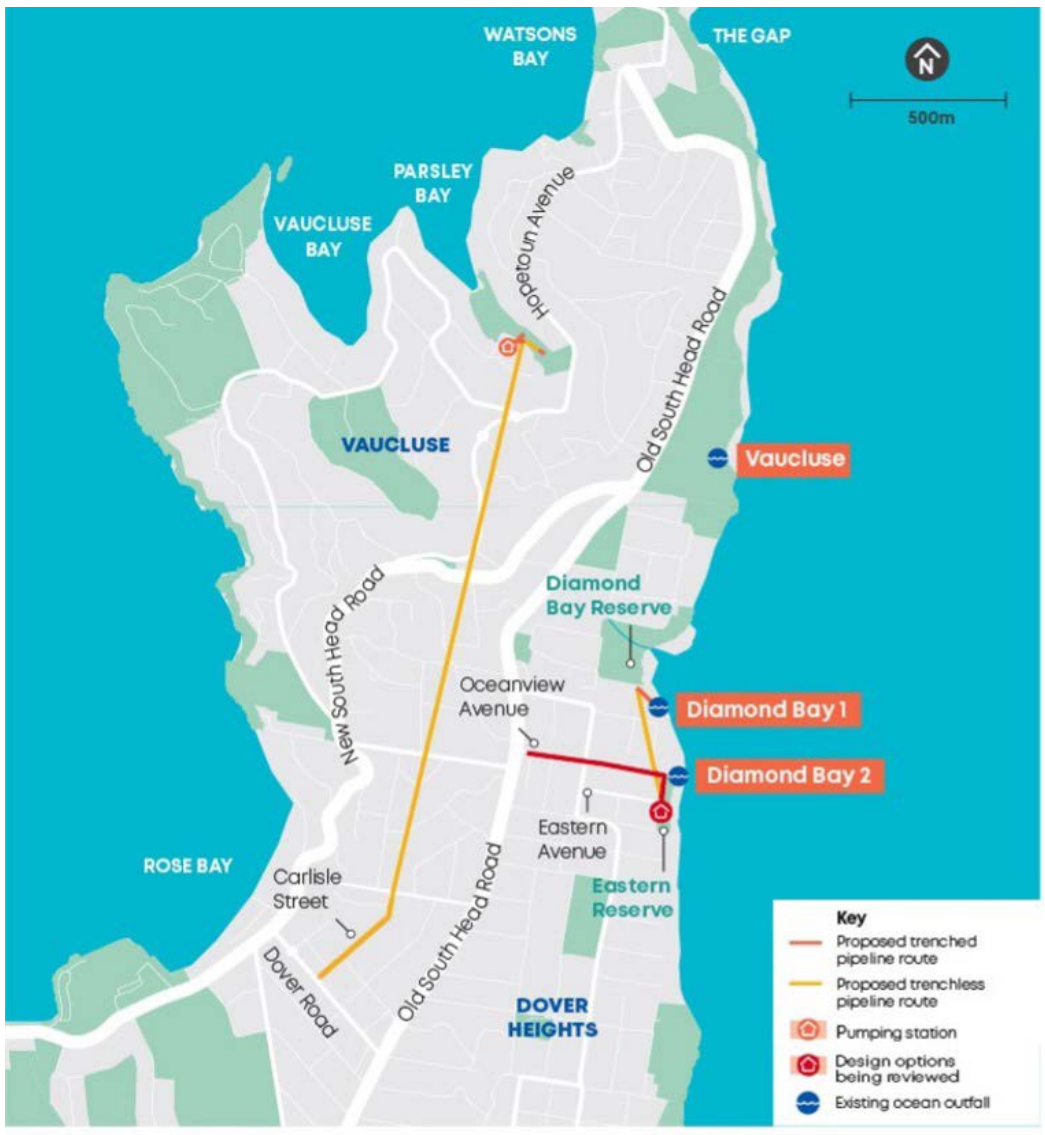 WATSONS
BAY
THE GAP
N
500m
PARSLEY
BAY
VAUCLUSE
BAY
Hopetoun Avenue
Old South Head Road
VAUCLUSE
Vaucluse
Diamond
Bay Reserve
New South Head Road
Oceanview
Avenue
Diamond Bay 1
Diamond Bay 2
Eastern
Avenue
ROSE BAY
Carlisle
Street
Eastern
Reserve
Old South Head Road
Dover Road
DOVER
HEIGHTS
Key
Proposed trenched
pipeline route
Proposed trenchless
pipeline route
Pumping station
Design options
being reviewed
Existing ocean outfall